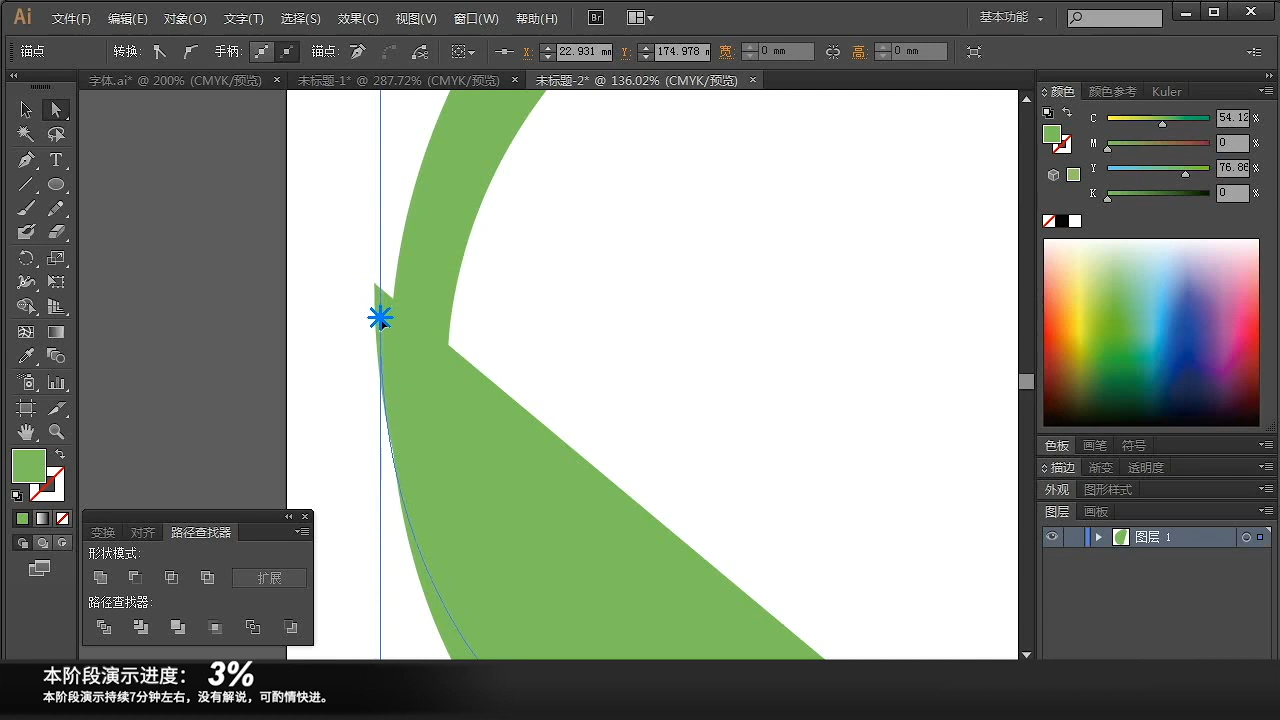 Ai 文件(F) 编辑(E) 对象(O) 文字(T) 选择(S) 效果(C) 视图(V) 窗口(W) 帮助(H) Br 基本功能
锚点 转换: 手柄: 锚点: X: 22.931 mm Y: 174.978 m 宽: 0 mm 高: 0 mm
字体.ai* @ 200% (CMYK/预览) × 未标题-1* @ 287.72% (CMYK/预览) × 未标题-2* @ 136.02% (CMYK/预览) ×
颜色 颜色参考 Kuler
C 54.12 %
M 0 %
Y 76.86 %
K 0 %
色板 画笔 符号
描边 渐变 透明度
外观 图形样式
图层 画板
图层 1
变换 对齐 路径查找器
形状模式:
扩展
路径查找器:
本阶段演示进度： 3%
本阶段演示持续7分钟左右，没有解说，可酌情快进。